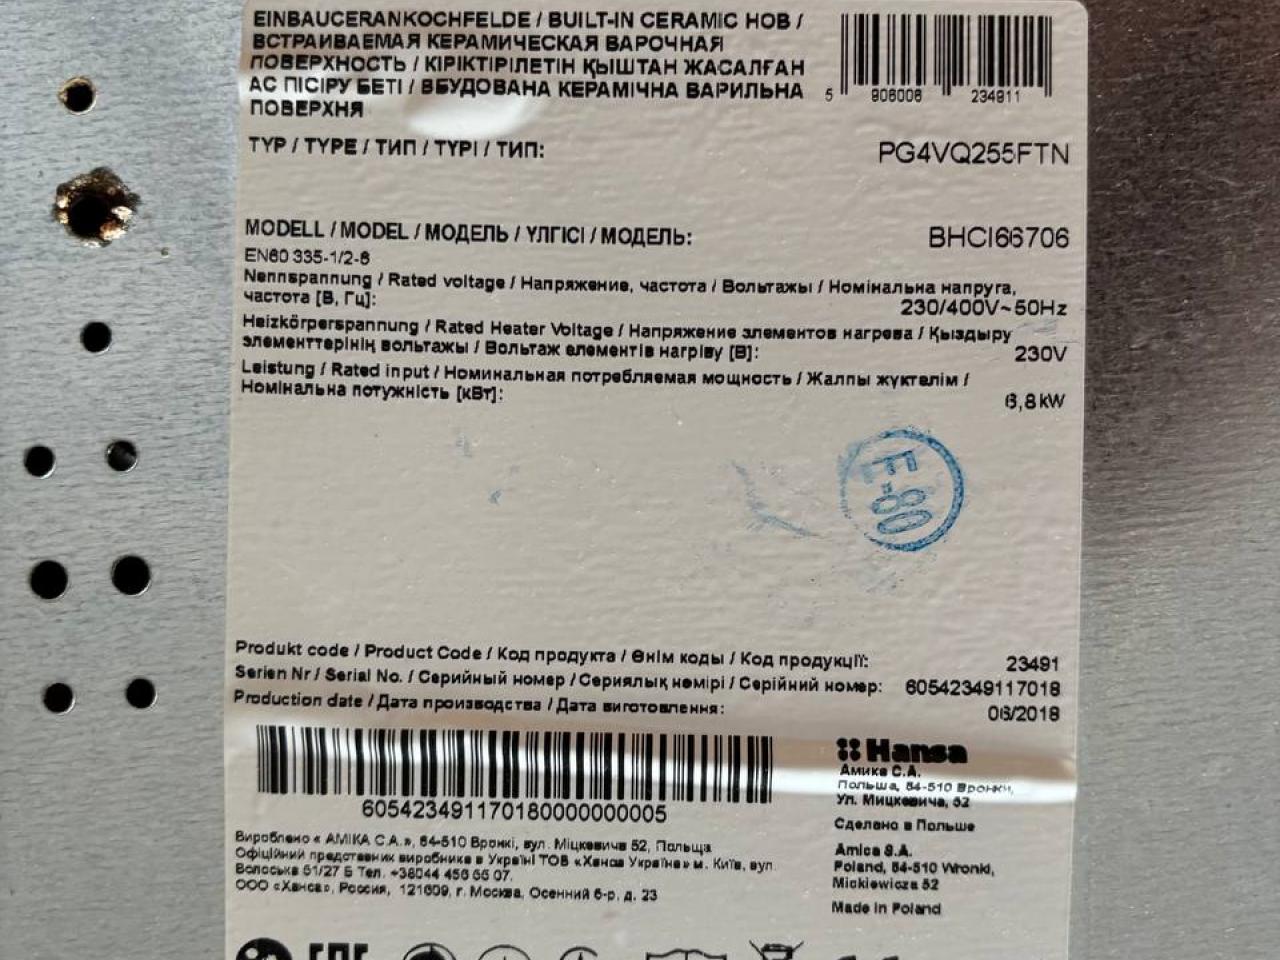 EINBAUCERANKOCHFELDE / BUILT-IN CERAMIC HOB /
ВСТРАИВАЕМАЯ КЕРАМИЧЕСКАЯ ВАРОЧНАЯ
ПОВЕРХНОСТЬ / КІРІКТІРІЛЕТІН ҚЫШТАН ЖАСАЛҒАН
АС ПІСІРУ БЕТІ / ВБУДОВАНА КЕРАМІЧНА ВАРИЛЬНА
ПОВЕРХНЯ
5 906006 234911
TYP / TYPE / ТИП / ТҮРІ / ТИП: PG4VQ255FTN
MODELL / MODEL / МОДЕЛЬ / ҮЛГІСІ / МОДЕЛЬ: BHCI66706
EN60 335-1/2-6
Nennspannung / Rated voltage / Напряжение, частота / Вольтажы / Номінальна напруга,
частота [В, Гц]: 230/400V~50Hz
Heizkörperspannung / Rated Heater Voltage / Напряжение элементов нагрева / Қыздыру
элементтерінің вольтажы / Вольтаж елементів нагріву [В]: 230V
Leistung / Rated input / Номинальная потребляемая мощность / Жалпы жүктелім /
Номінальна потужність [кВт]: 6,8kW
E-80
Produkt code / Product Code / Код продукта / Өнім коды / Код продукції: 23491
Serien Nr / Serial No. / Серийный номер / Сериялық нөмірі / Серійний номер: 60542349117018
Production date / Дата производства / Дата виготовлення: 06/2018
605423491170180000000005
Hansa
Амика С.А.
Польша, 64-510 Вронки,
Ул. Мицкевича, 52
Сделано в Польше
Amica S.A.
Poland, 64-510 Wronki,
Mickiewicza 52
Made in Poland
Вироблено « АМІКА С.А.», 64-510 Вронкі, вул. Міцкевича 52, Польща
Офіційний представник виробника в Україні ТОВ «Ханса Україна» м. Київ, вул.
Волоська 51/27 Б Тел. +38044 456 66 07.
ООО «Ханса», Россия, 121609, г. Москва, Осенний б-р, д. 23